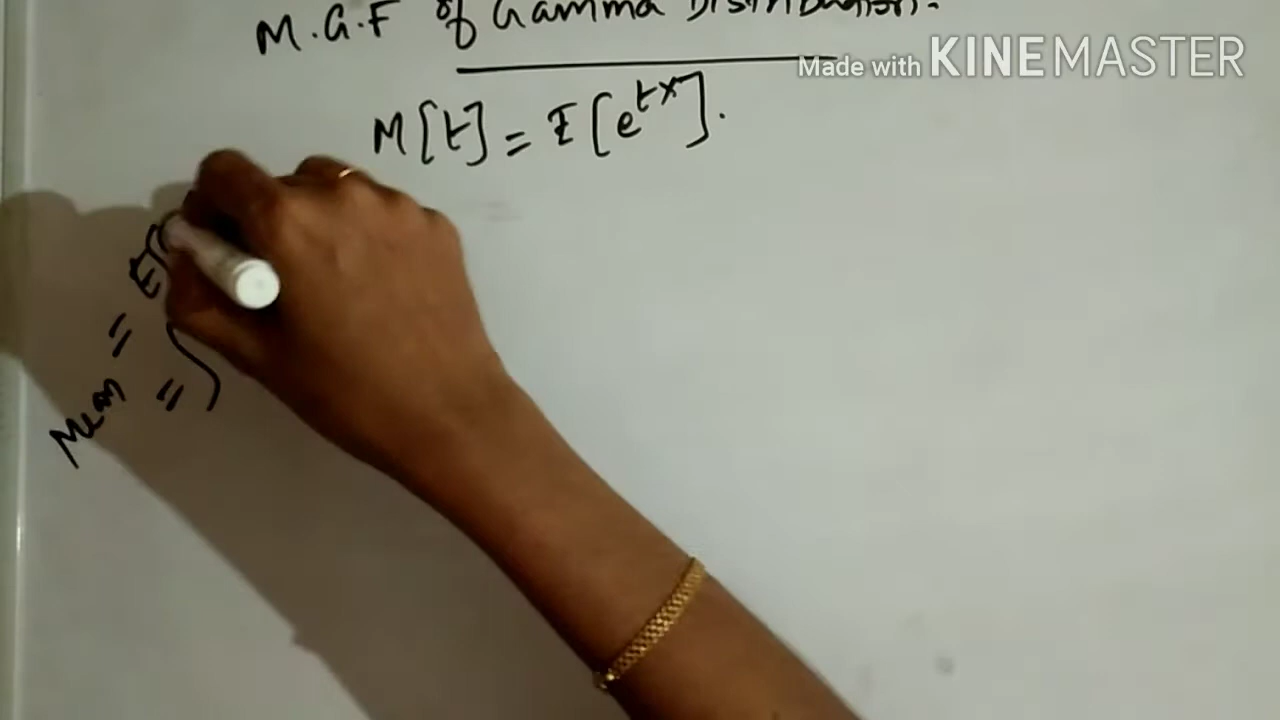 M.G.F of Gamma Distribution.
Made with KINEMASTER
M[t] = E[e^{tx}].
Mean = E[
= ∫